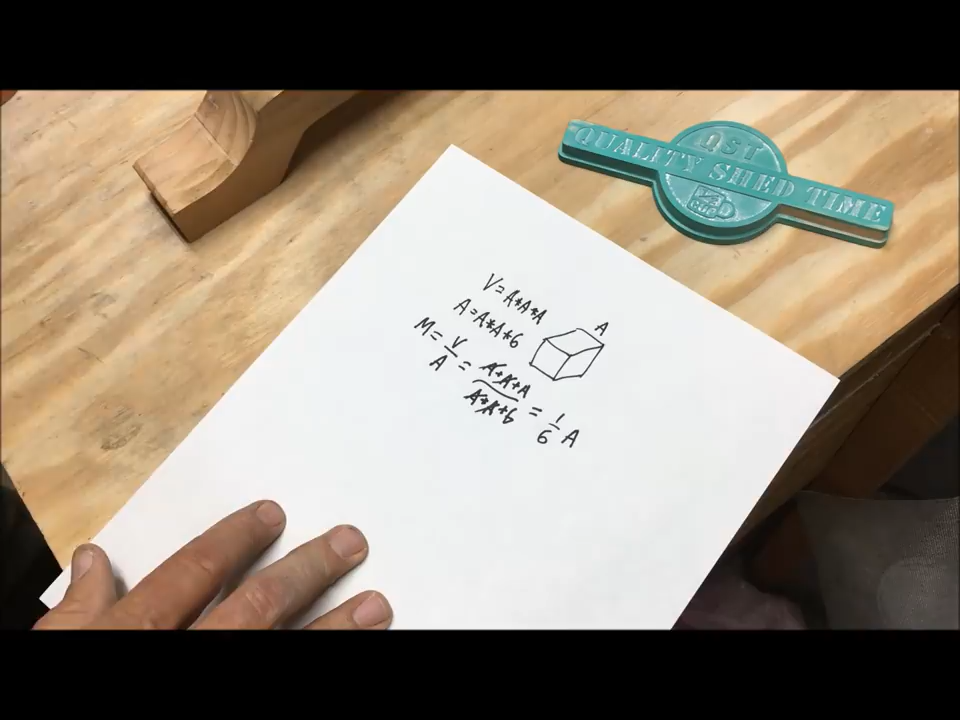 QST
QUALITY SHED TIME
V=A*A*A
A=A*A*6
A
M=V/A=A*A*A/A*A*6=1/6 A